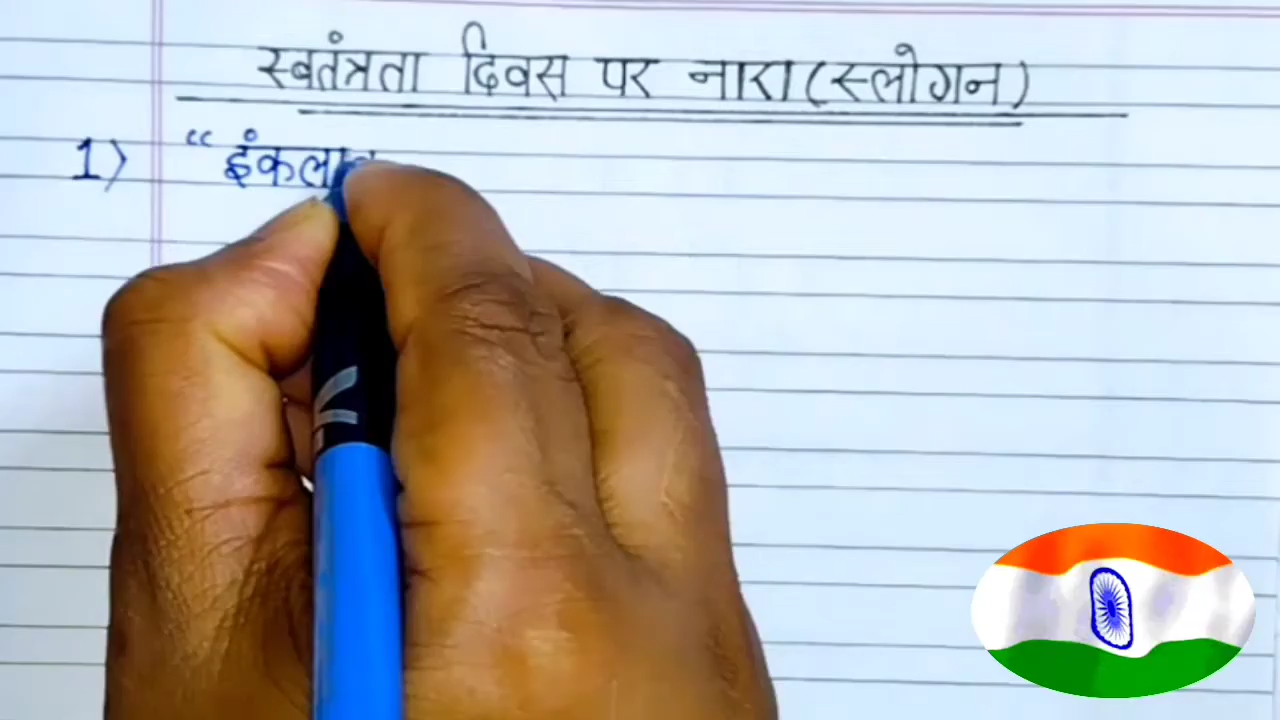 स्वतंत्रता दिवस पर नारा (स्लोगन)
1) “इंकलाब